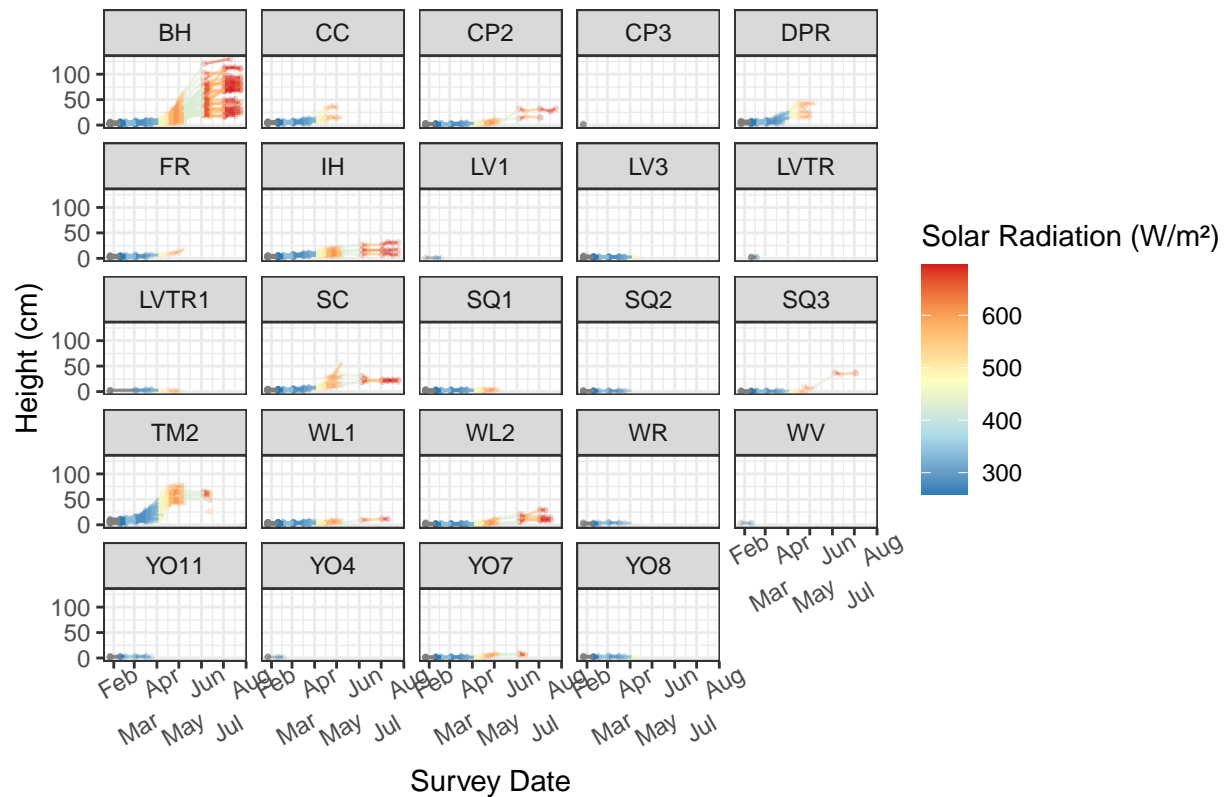 BH CC CP2 CP3 DPR
100
50
0
FR IH LV1 LV3 LVTR
100
50
0
LVTR1 SC SQ1 SQ2 SQ3
100
50
0
TM2 WL1 WL2 WR WV
100
50
0
YO11 YO4 YO7 YO8
100
50
0
Feb Apr Jun Aug
Mar May Jul
Feb Apr Jun Aug
Mar May Jul
Feb Apr Jun Aug
Mar May Jul
Feb Apr Jun Aug
Mar May Jul
Feb Apr Jun Aug
Mar May Jul
Height (cm)
Survey Date
Solar Radiation (W/m²)
600
500
400
300